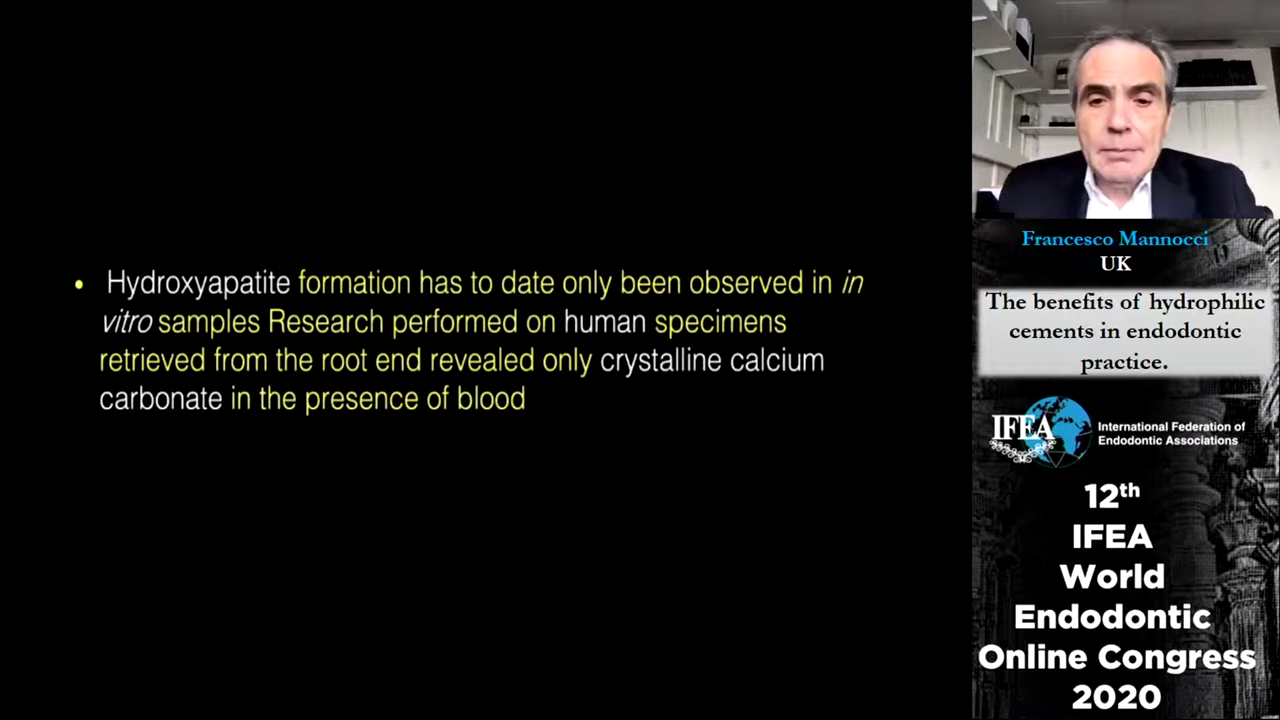 • Hydroxyapatite formation has to date only been observed in in
vitro samples Research performed on human specimens
retrieved from the root end revealed only crystalline calcium
carbonate in the presence of blood
Francesco Mannocci
UK
The benefits of hydrophilic
cements in endodontic
practice.
IFEA
International Federation of
Endodontic Associations
12th
IFEA
World
Endodontic
Online Congress
2020